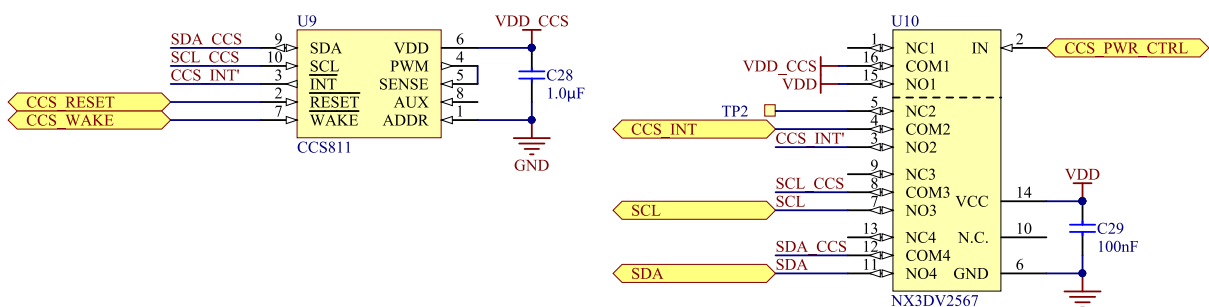 U9
VDD_CCS
SDA_CCS 9 SDA VDD 6
SCL_CCS 10 SCL PWM 4
CCS_INT' 3 INT SENSE 5
CCS_RESET 2 RESET AUX 8
CCS_WAKE 7 WAKE ADDR 1
C28
1.0µF
CCS811
GND
U10
1 NC1 IN 2 CCS_PWR_CTRL
VDD_CCS 16 COM1
VDD 15 NO1
TP2 5 NC2
CCS_INT 4 COM2
CCS_INT' 3 NO2
9 NC3
SCL_CCS 8 COM3
SCL SCL 7 NO3
VCC 14 VDD
13 NC4 N.C. 10
C29
100nF
SDA_CCS 12 COM4
SDA SDA 11 NO4 GND 6
NX3DV2567